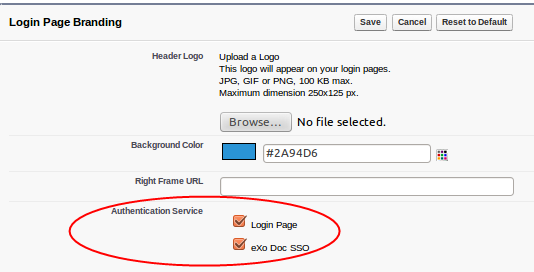 Login Page Branding
Save
Cancel
Reset to Default
Header Logo
Upload a Logo
This logo will appear on your login pages.
JPG, GIF or PNG, 100 KB max.
Maximum dimension 250x125 px.
Browse... No file selected.
Background Color
#2A94D6
Right Frame URL
Authentication Service
Login Page
eXo Doc SSO